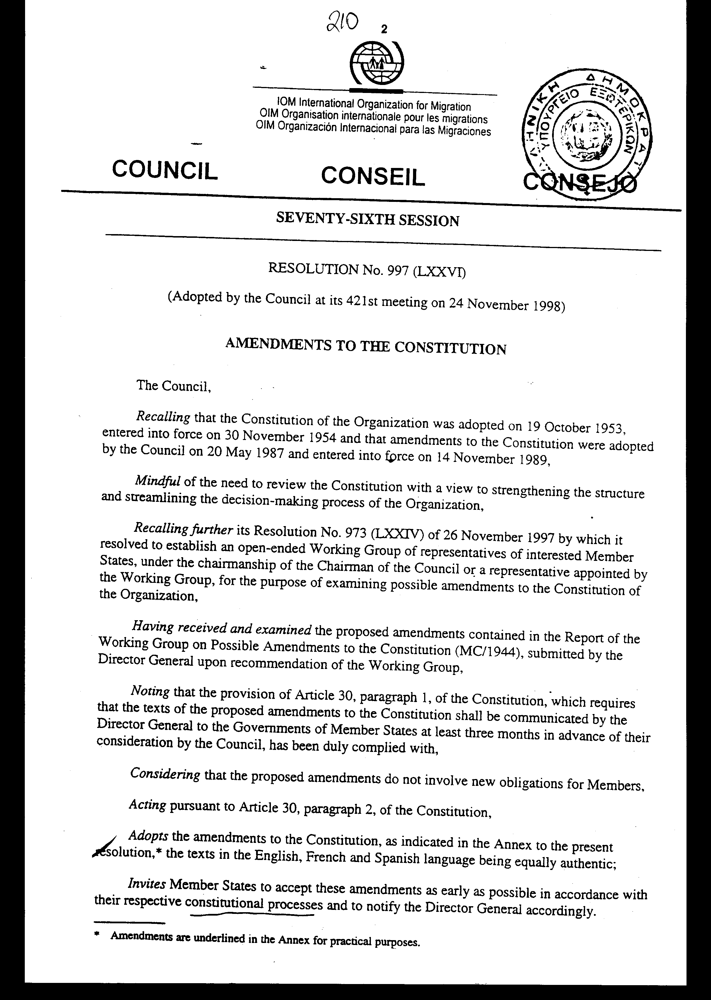 210
2
IOM International Organization for Migration
OIM Organisation internationale pour les migrations
OIM Organización Internacional para las Migraciones
ΔΗΜΟΚΡΑΤ
ΥΠΟΥΡΓΕΙΟ ΕΞΩΤΕΡΙΚΩΝ
COUNCIL CONSEIL CONSEJO
SEVENTY-SIXTH SESSION
RESOLUTION No. 997 (LXXVI)
(Adopted by the Council at its 421st meeting on 24 November 1998)
AMENDMENTS TO THE CONSTITUTION
The Council,
Recalling that the Constitution of the Organization was adopted on 19 October 1953,
entered into force on 30 November 1954 and that amendments to the Constitution were adopted
by the Council on 20 May 1987 and entered into force on 14 November 1989,
Mindful of the need to review the Constitution with a view to strengthening the structure
and streamlining the decision-making process of the Organization,
Recalling further its Resolution No. 973 (LXXIV) of 26 November 1997 by which it
resolved to establish an open-ended Working Group of representatives of interested Member
States, under the chairmanship of the Chairman of the Council or a representative appointed by
the Working Group, for the purpose of examining possible amendments to the Constitution of
the Organization,
Having received and examined the proposed amendments contained in the Report of the
Working Group on Possible Amendments to the Constitution (MC/1944), submitted by the
Director General upon recommendation of the Working Group,
Noting that the provision of Article 30, paragraph 1, of the Constitution, which requires
that the texts of the proposed amendments to the Constitution shall be communicated by the
Director General to the Governments of Member States at least three months in advance of their
consideration by the Council, has been duly complied with,
Considering that the proposed amendments do not involve new obligations for Members,
Acting pursuant to Article 30, paragraph 2, of the Constitution,
Adopts the amendments to the Constitution, as indicated in the Annex to the present
resolution,* the texts in the English, French and Spanish language being equally authentic;
Invites Member States to accept these amendments as early as possible in accordance with
their respective constitutional processes and to notify the Director General accordingly.
* Amendments are underlined in the Annex for practical purposes.